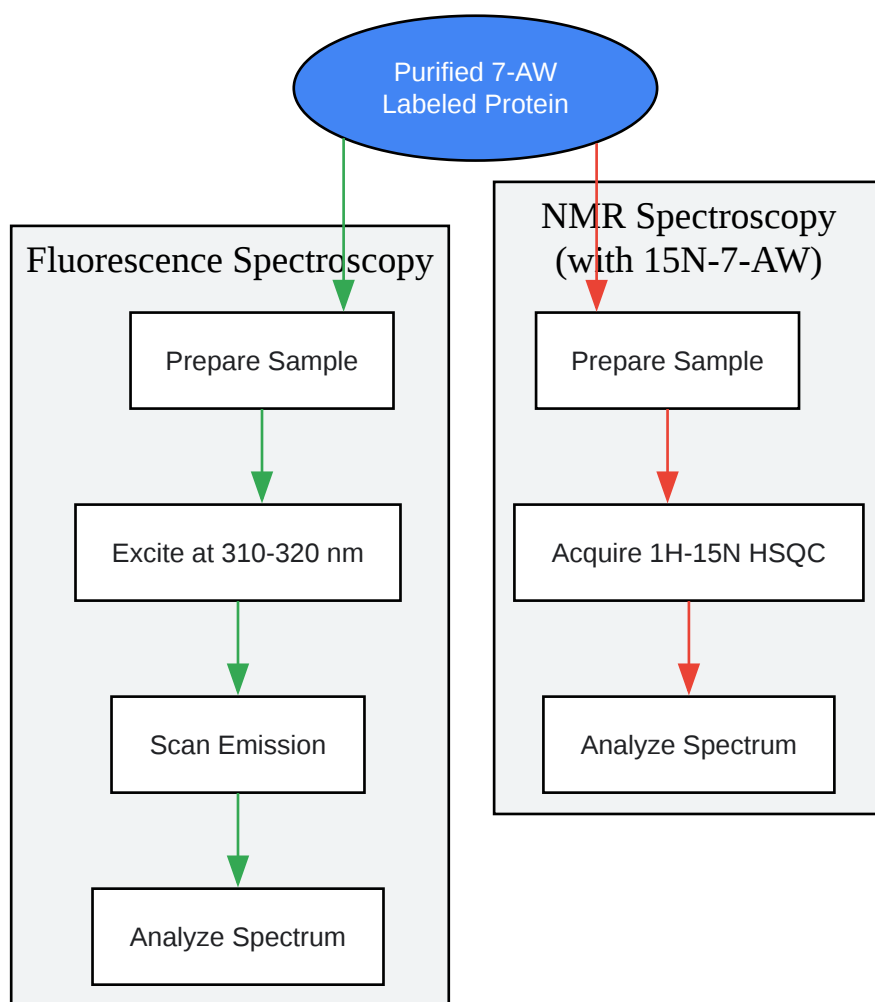 Purified 7-AW
Labeled Protein
Fluorescence Spectroscopy
Prepare Sample
Excite at 310-320 nm
Scan Emission
Analyze Spectrum
NMR Spectroscopy
(with 15N-7-AW)
Prepare Sample
Acquire 1H-15N HSQC
Analyze Spectrum